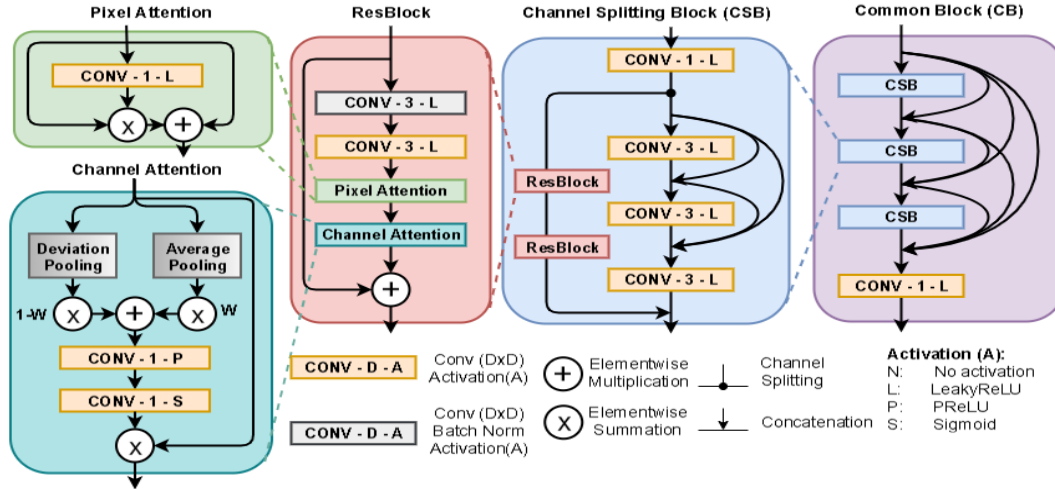 Pixel Attention
CONV - 1 - L
X
+
Channel Attention
Deviation
Pooling
Average
Pooling
1-W
X
+
X
W
CONV - 1 - P
CONV - 1 - S
X
ResBlock
CONV - 3 - L
CONV - 3 - L
Pixel Attention
Channel Attention
+
Channel Splitting Block (CSB)
CONV - 1 - L
CONV - 3 - L
ResBlock
CONV - 3 - L
ResBlock
CONV - 3 - L
Common Block (CB)
CSB
CSB
CSB
CONV - 1 - L
CONV - D - A
Conv (DxD)
Activation(A)
CONV - D - A
Conv (DxD)
Batch Norm
Activation(A)
+
Elementwise
Multiplication
X
Elementwise
Summation
Channel
Splitting
Concatenation
Activation (A):
N: No activation
L: LeakyReLU
P: PReLU
S: Sigmoid